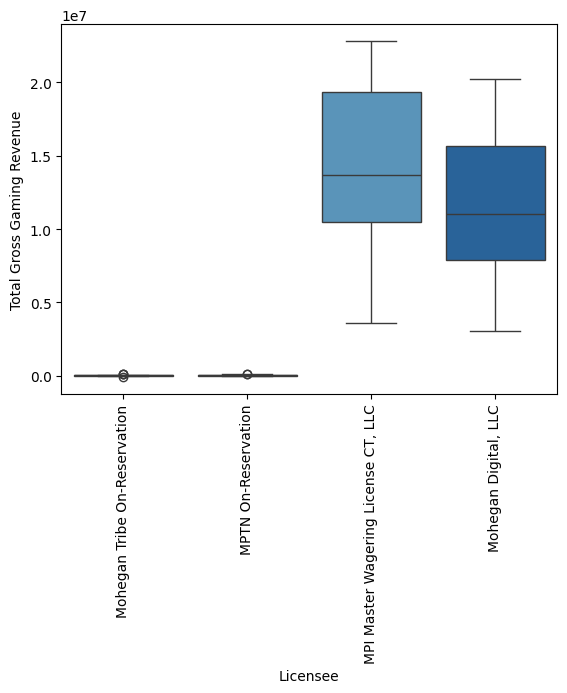 1e7
2.0
1.5
1.0
0.5
0.0
Total Gross Gaming Revenue
Mohegan Tribe On-Reservation
MPTN On-Reservation
MPI Master Wagering License CT, LLC
Mohegan Digital, LLC
Licensee